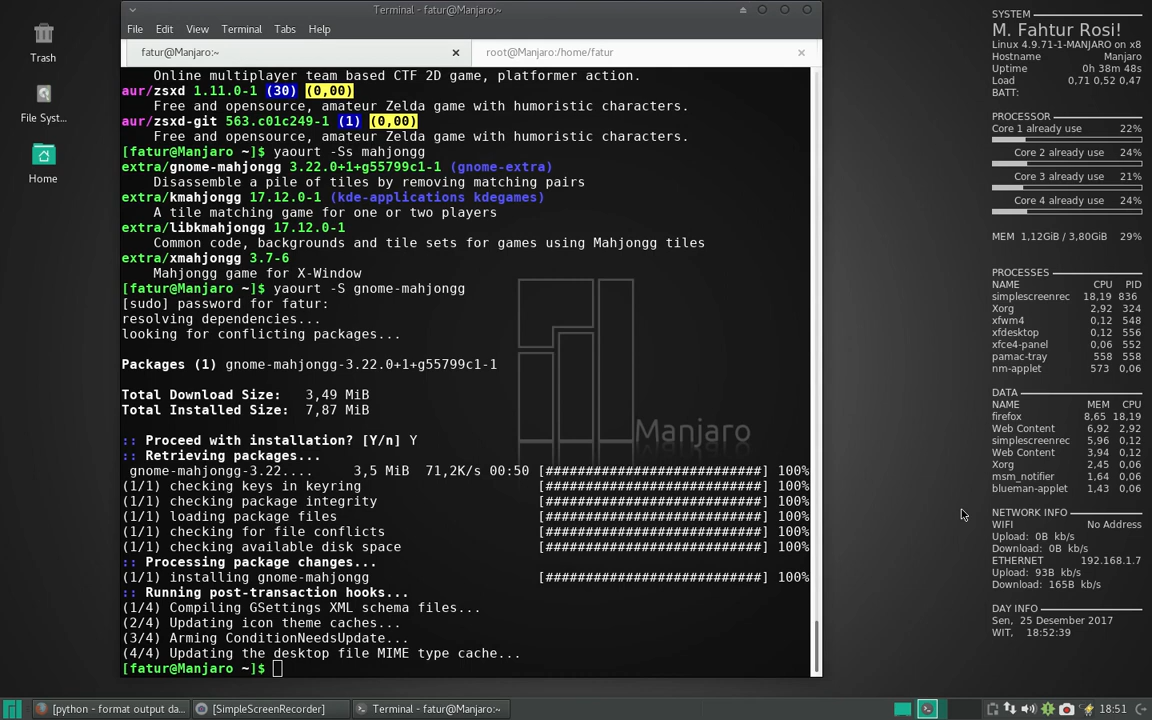 Terminal - fatur@Manjaro:~
File Edit View Terminal Tabs Help
fatur@Manjaro:~
root@Manjaro:/home/fatur
Online multiplayer team based CTF 2D game, platformer action.
aur/zsxd 1.11.0-1 (30) (0,00)
Free and opensource, amateur Zelda game with humoristic characters.
aur/zsxd-git 563.c01c249-1 (1) (0,00)
Free and opensource, amateur Zelda game with humoristic characters.
[fatur@Manjaro ~]$ yaourt -Ss mahjongg
extra/gnome-mahjongg 3.22.0+1+g55799c1-1 (gnome-extra)
Disassemble a pile of tiles by removing matching pairs
extra/kmahjongg 17.12.0-1 (kde-applications kdegames)
A tile matching game for one or two players
extra/libkmahjongg 17.12.0-1
Common code, backgrounds and tile sets for games using Mahjongg tiles
extra/xmahjongg 3.7-6
Mahjongg game for X-Window
[fatur@Manjaro ~]$ yaourt -S gnome-mahjongg
[sudo] password for fatur:
resolving dependencies...
looking for conflicting packages...
Packages (1) gnome-mahjongg-3.22.0+1+g55799c1-1
Total Download Size: 3,49 MiB
Total Installed Size: 7,87 MiB
:: Proceed with installation? [Y/n] Y
:: Retrieving packages...
gnome-mahjongg-3.22.... 3,5 MiB 71,2K/s 00:50 [###########################] 100%
(1/1) checking keys in keyring [###########################] 100%
(1/1) checking package integrity [###########################] 100%
(1/1) loading package files [###########################] 100%
(1/1) checking for file conflicts [###########################] 100%
(1/1) checking available disk space [###########################] 100%
:: Processing package changes...
(1/1) installing gnome-mahjongg [###########################] 100%
:: Running post-transaction hooks...
(1/4) Compiling GSettings XML schema files...
(2/4) Updating icon theme caches...
(3/4) Arming ConditionNeedsUpdate...
(4/4) Updating the desktop file MIME type cache...
[fatur@Manjaro ~]$
Manjaro
Trash
File Syst...
Home
SYSTEM
M. Fahtur Rosi!
Linux 4.9.71-1-MANJARO on x8
Hostname Manjaro
Uptime 0h 38m 48s
Load 0,71 0,52 0,47
BATT:
PROCESSOR
Core 1 already use 22%
Core 2 already use 24%
Core 3 already use 21%
Core 4 already use 24%
MEM 1,12GiB / 3,80GiB 29%
PROCESSES
NAME CPU PID
simplescreenrec 18,19 836
Xorg 2,92 324
xfwm4 0,12 548
xfdesktop 0,12 556
xfce4-panel 0,06 552
pamac-tray 558 558
nm-applet 573 0,06
DATA
NAME MEM CPU
firefox 8,65 18,19
Web Content 6,92 2,92
simplescreenrec 5,96 0,12
Web Content 3,94 0,12
Xorg 2,45 0,06
msm_notifier 1,64 0,06
blueman-applet 1,43 0,06
NETWORK INFO
WIFI No Address
Upload: 0B kb/s
Download: 0B kb/s
ETHERNET 192.168.1.7
Upload: 93B kb/s
Download: 165B kb/s
DAY INFO
Sen, 25 Desember 2017
WIT, 18:52:39
[python - format output da...
[SimpleScreenRecorder]
Terminal - fatur@Manjaro:~
18:51